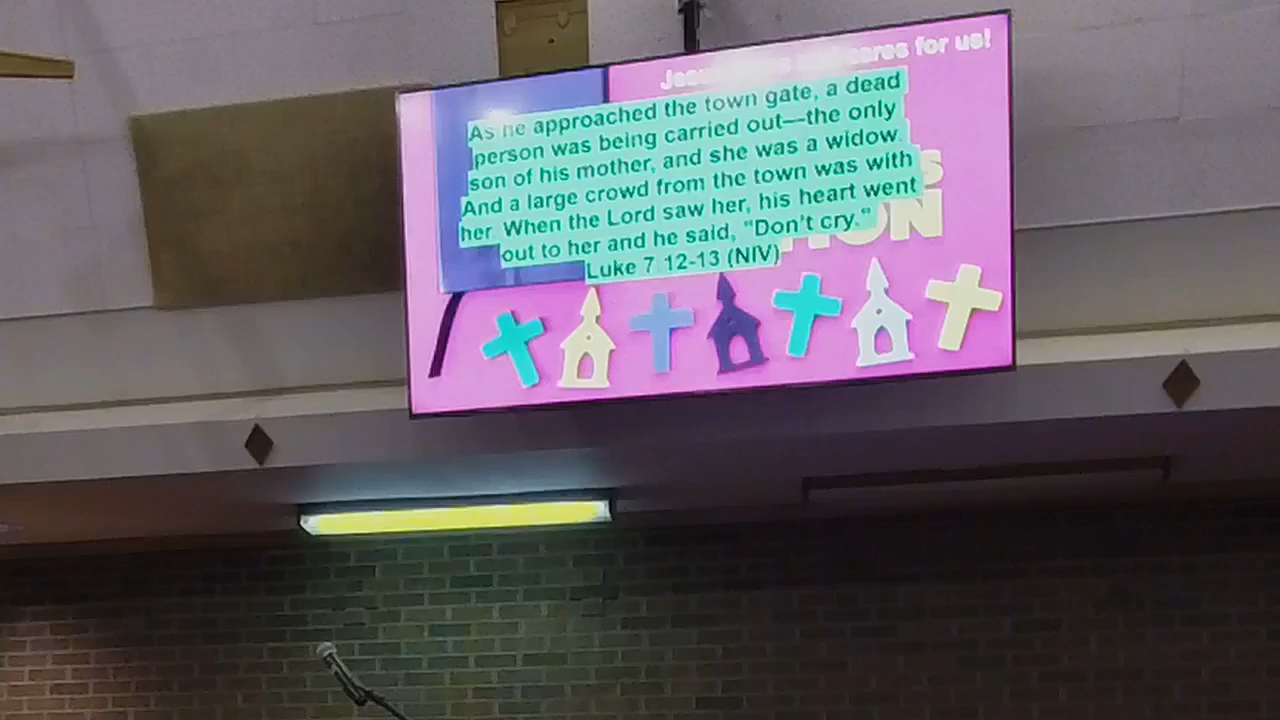 cares for us!
As he approached the town gate, a dead
person was being carried out—the only
son of his mother, and she was a widow.
And a large crowd from the town was with
her. When the Lord saw her, his heart went
out to her and he said, "Don't cry."
Luke 7 12-13 (NIV)